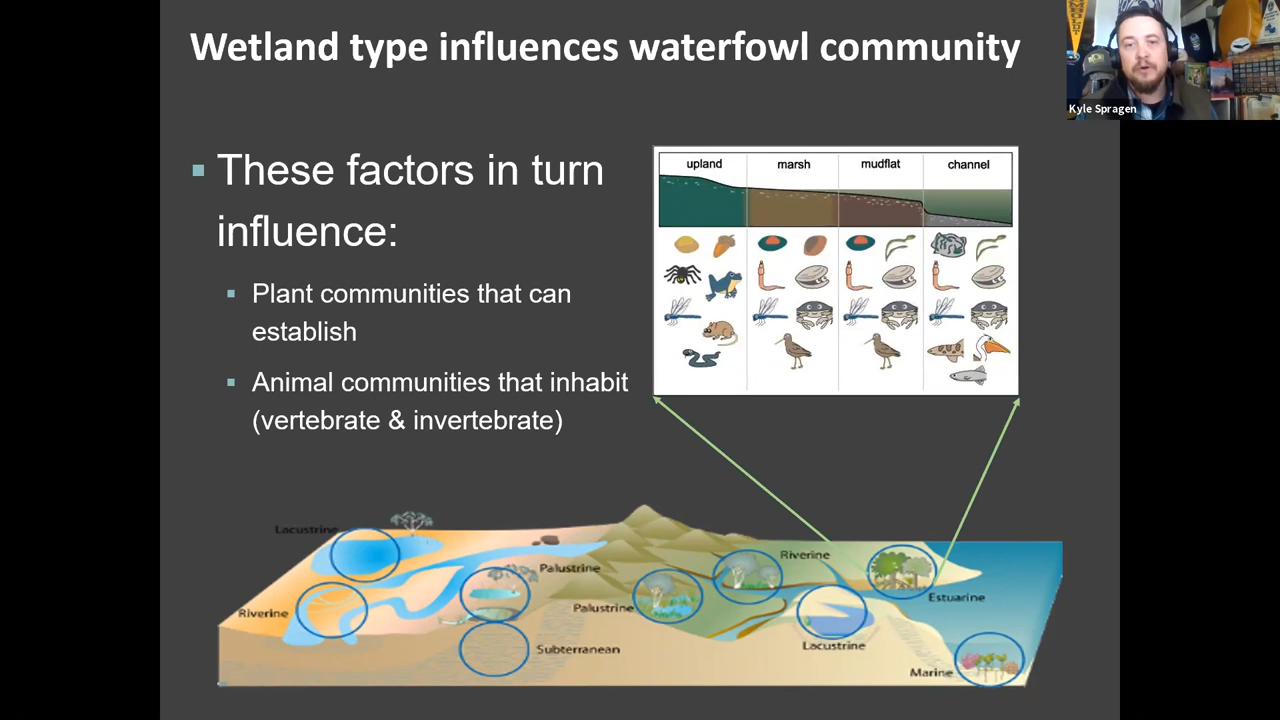 Wetland type influences waterfowl community
Kyle Spragen
▪ These factors in turn
influence:
▪ Plant communities that can
establish
▪ Animal communities that inhabit
(vertebrate & invertebrate)
upland marsh mudflat channel
Lacustrine
Riverine
Palustrine
Subterranean
Palustrine
Riverine
Lacustrine
Estuarine
Marine